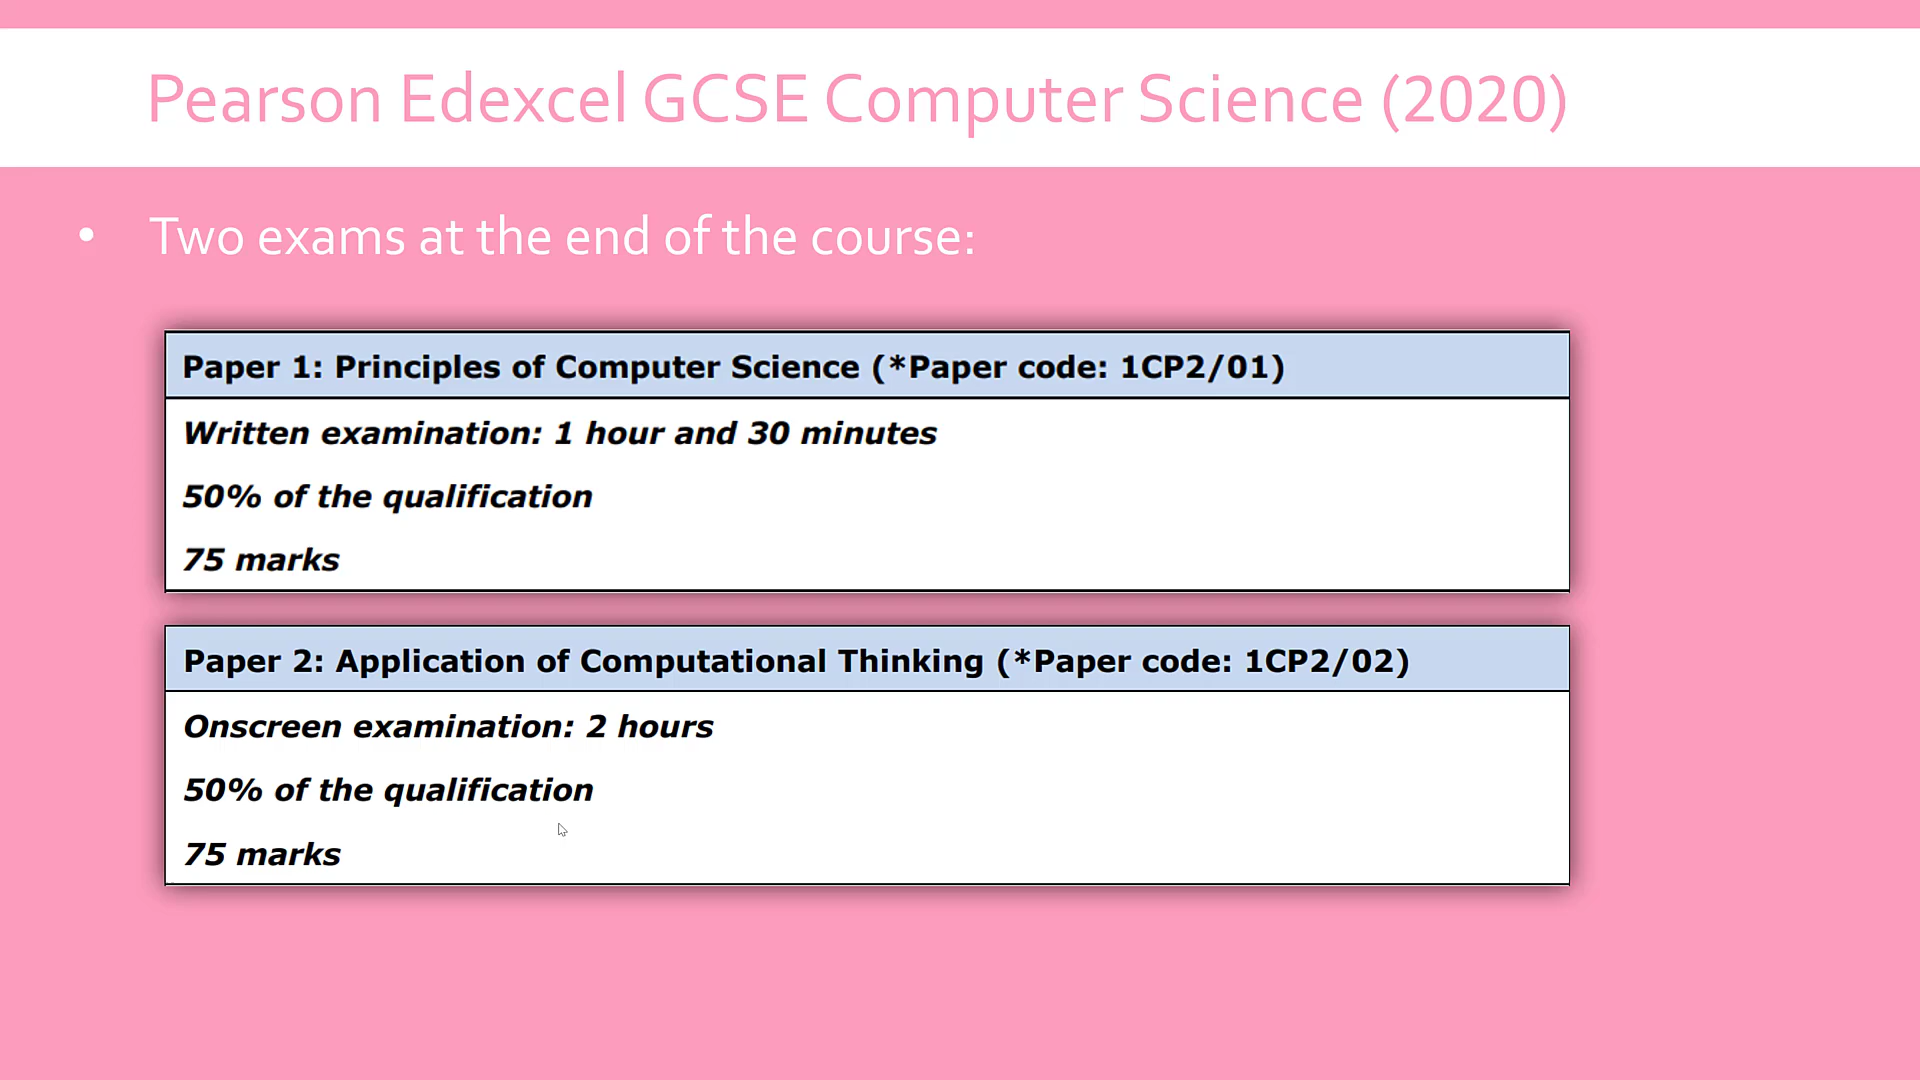 Pearson Edexcel GCSE Computer Science (2020)
• Two exams at the end of the course:
Paper 1: Principles of Computer Science (*Paper code: 1CP2/01)
Written examination: 1 hour and 30 minutes
50% of the qualification
75 marks
Paper 2: Application of Computational Thinking (*Paper code: 1CP2/02)
Onscreen examination: 2 hours
50% of the qualification
75 marks